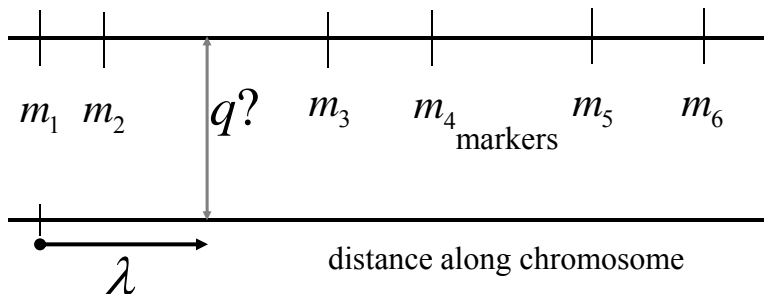 m₁ m₂ q? m₃ m₄ markers m₅ m₆
λ distance along chromosome